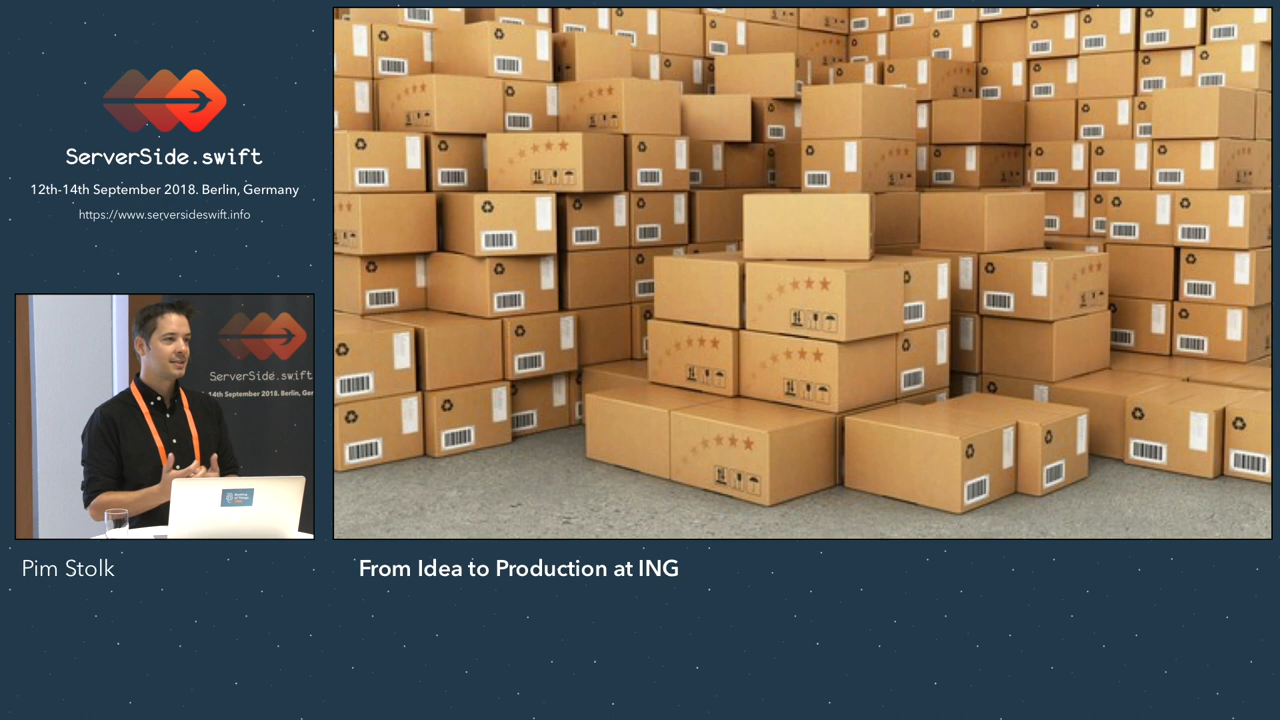 ServerSide.swift
12th-14th September 2018. Berlin, Germany
https://www.serversideswift.info
ServerSide.swift
14th September 2018. Berlin, Ger
Pim Stolk
From Idea to Production at ING